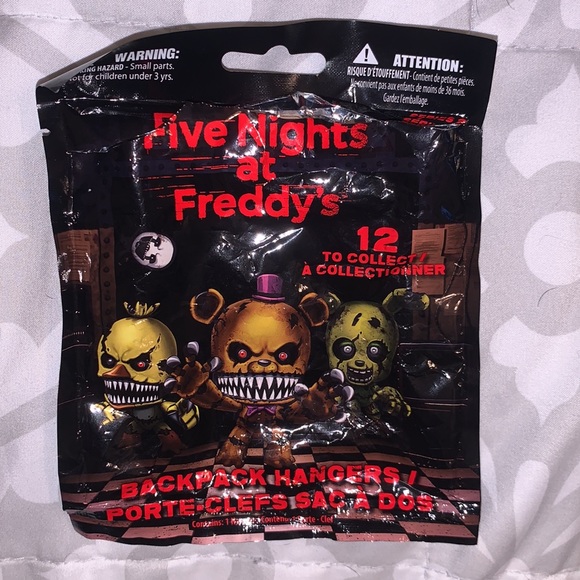 WARNING:
HAZARD - Small parts.
for children under 3 yrs.
ATTENTION:
RISQUE D'ÉTOUFFEMENT - Contient de petites pièces.
Ne convient pas aux enfants de moins de 36 mois.
Gardez l'emballage.
Five Nights
at
Freddy's
12
TO COLLECT /
À COLLECTIONNER
BACKPACK HANGERS /
PORTE-CLEFS SAC À DOS
Contains: 1